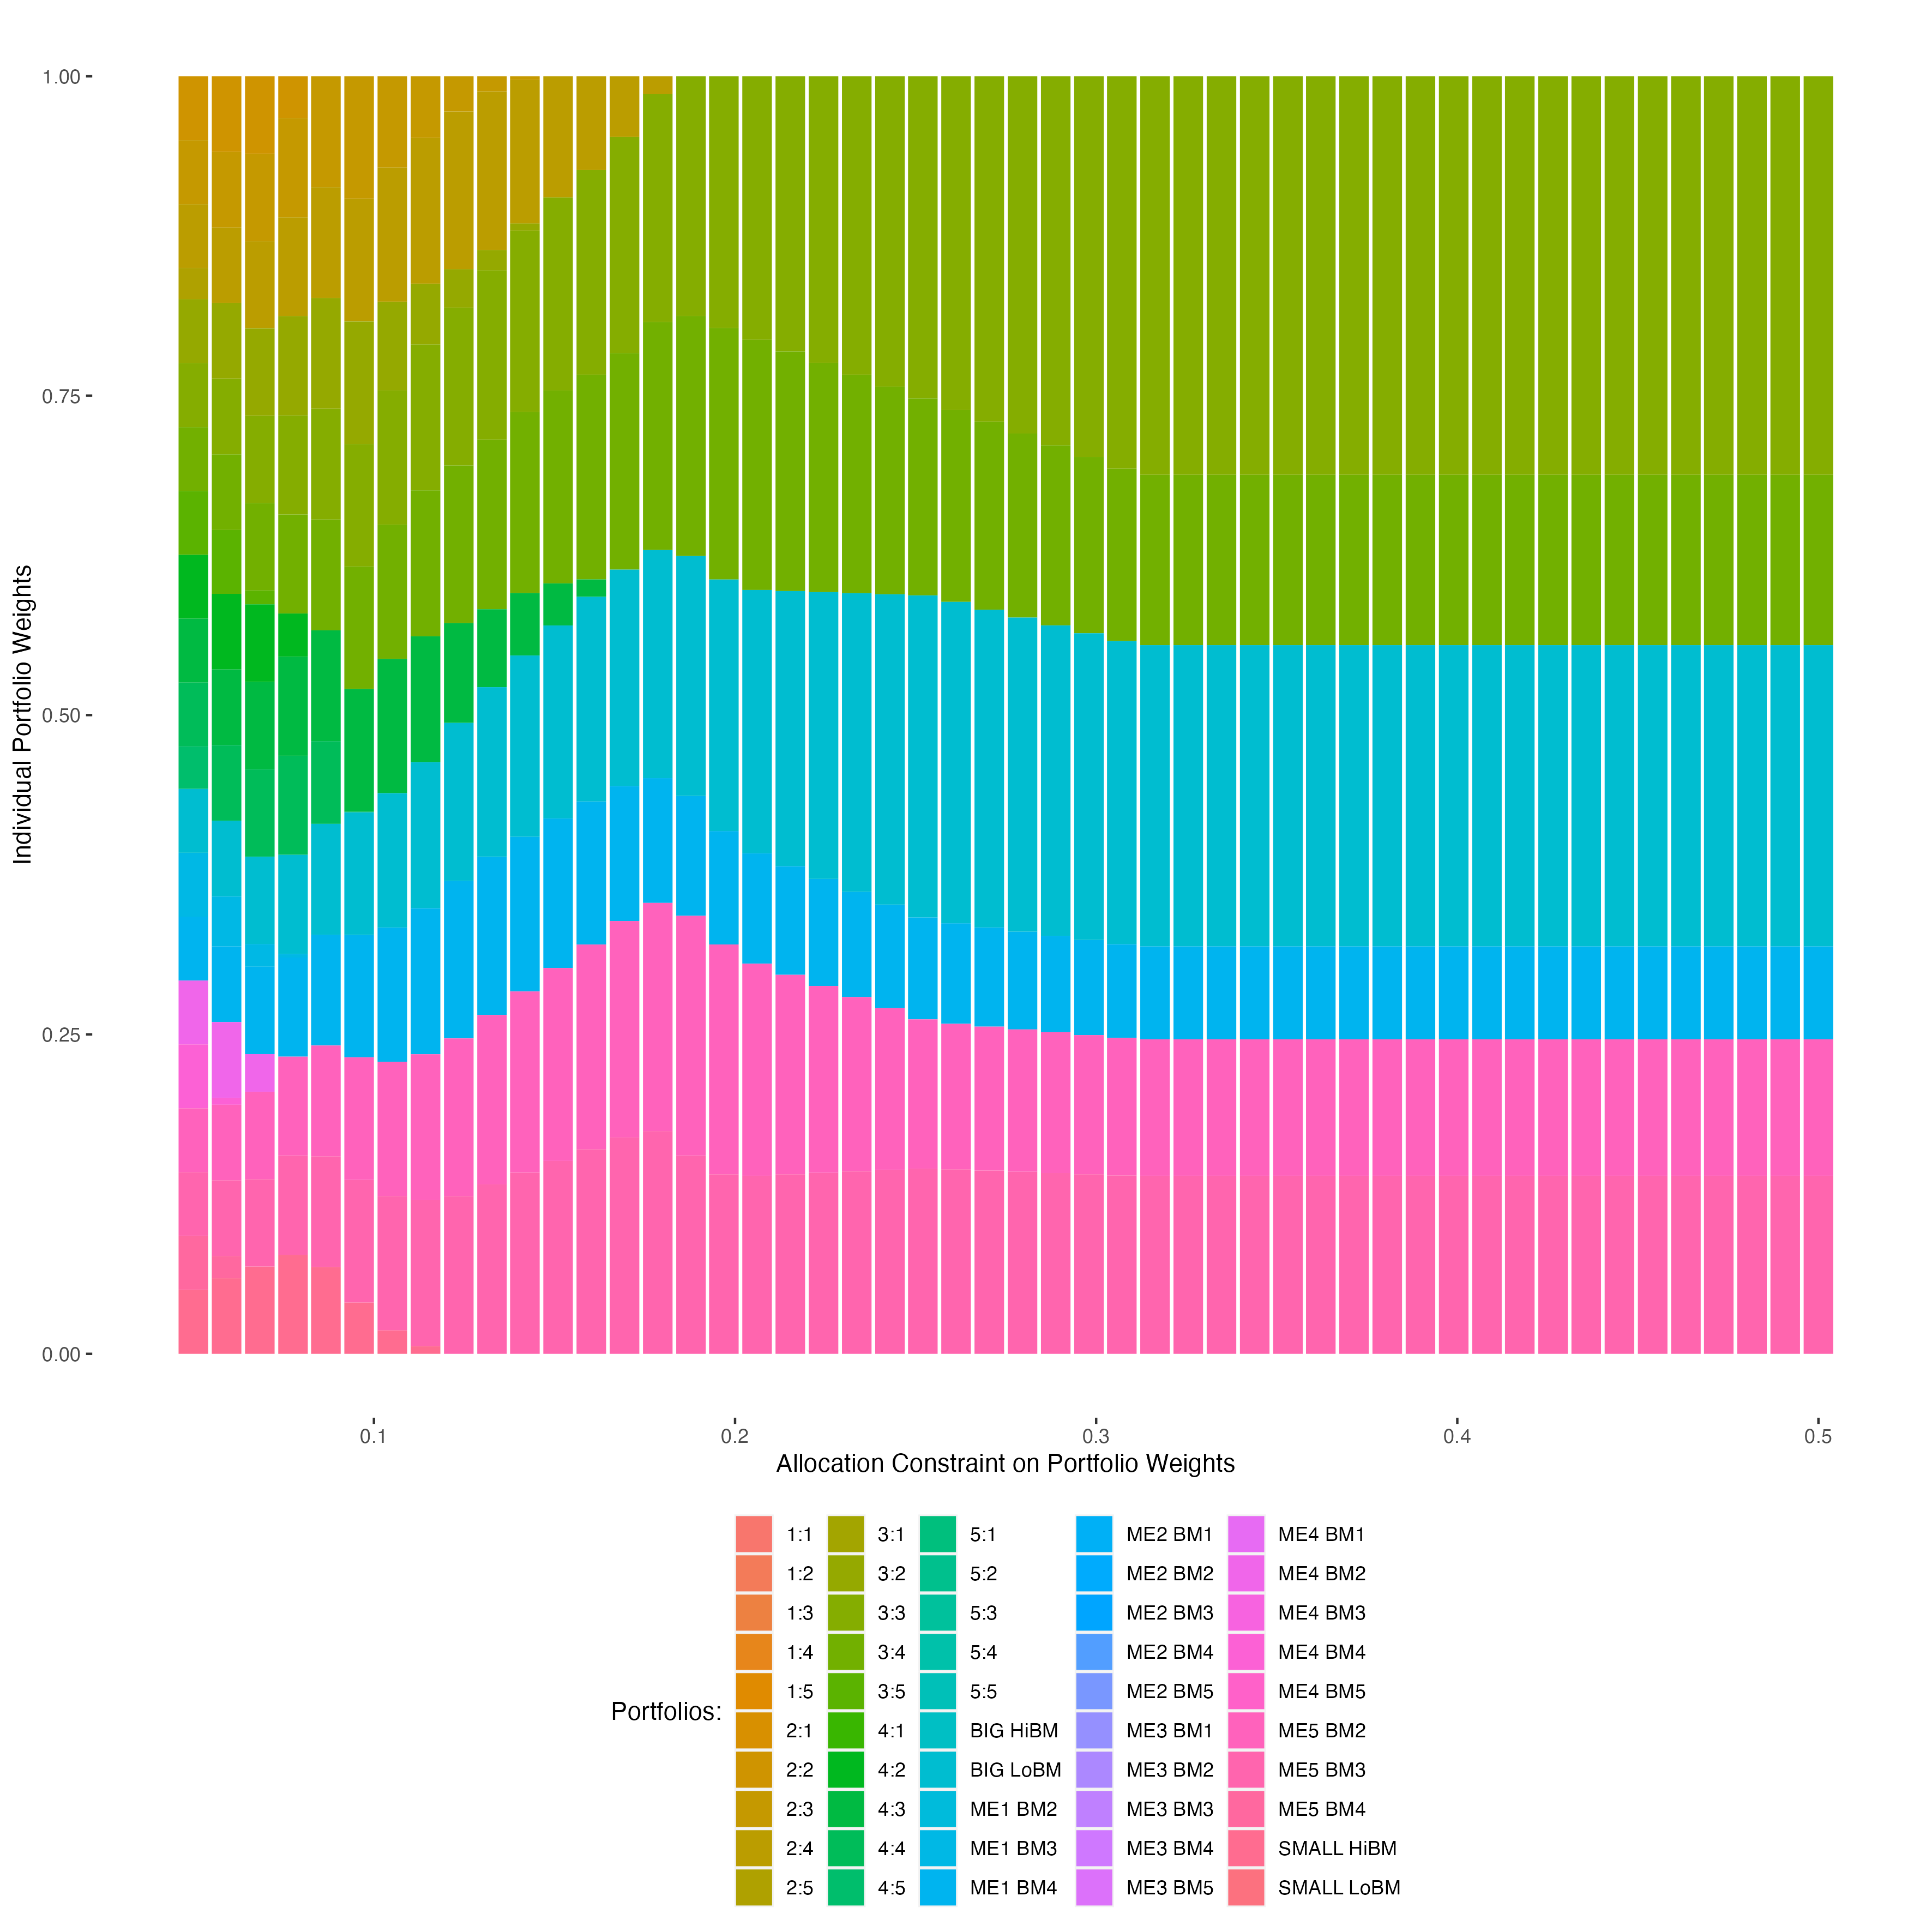 1.00
0.75
0.50
0.25
0.00
Individual Portfolio Weights
0.1 0.2 0.3 0.4 0.5
Allocation Constraint on Portfolio Weights
Portfolios:
1:1 3:1 5:1 ME2 BM1 ME4 BM1
1:2 3:2 5:2 ME2 BM2 ME4 BM2
1:3 3:3 5:3 ME2 BM3 ME4 BM3
1:4 3:4 5:4 ME2 BM4 ME4 BM4
1:5 3:5 5:5 ME2 BM5 ME4 BM5
2:1 4:1 BIG HiBM ME3 BM1 ME5 BM2
2:2 4:2 BIG LoBM ME3 BM2 ME5 BM3
2:3 4:3 ME1 BM2 ME3 BM3 ME5 BM4
2:4 4:4 ME1 BM3 ME3 BM4 SMALL HiBM
2:5 4:5 ME1 BM4 ME3 BM5 SMALL LoBM